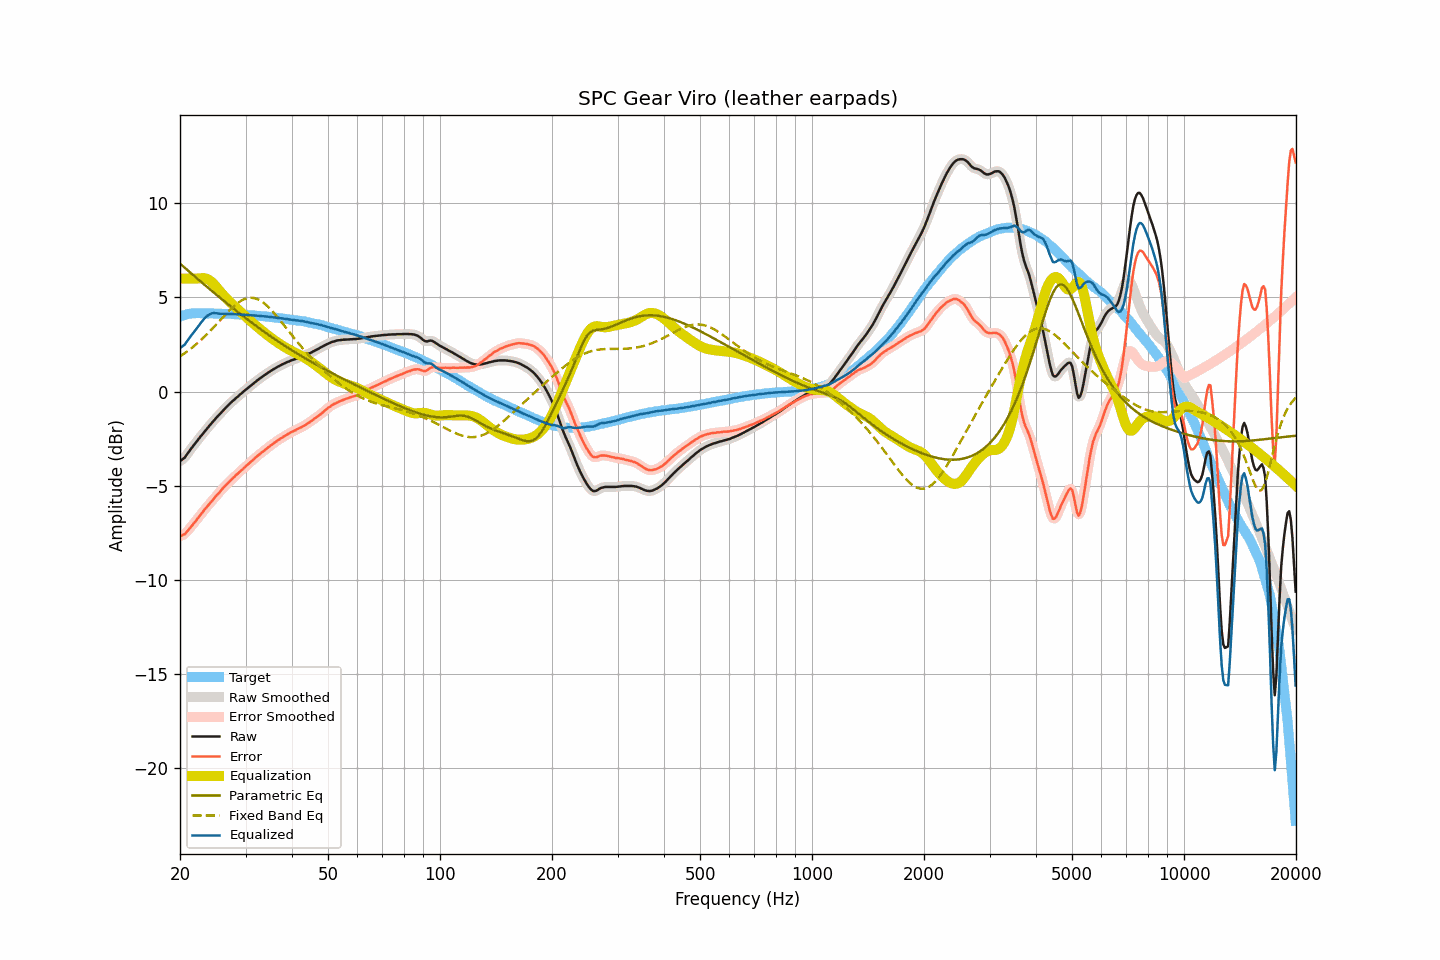 SPC Gear Viro (leather earpads)
Amplitude (dBr)
10
5
0
−5
−10
−15
−20
Target
Raw Smoothed
Error Smoothed
Raw
Error
Equalization
Parametric Eq
Fixed Band Eq
Equalized
20 50 100 200 500 1000 2000 5000 10000 20000
Frequency (Hz)